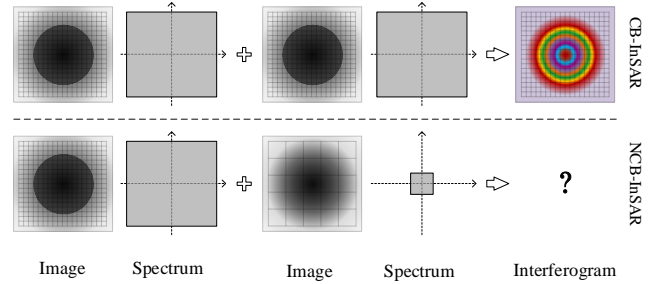 CB-InSAR
?
NCB-InSAR
Image
Spectrum
Image
Spectrum
Interferogram